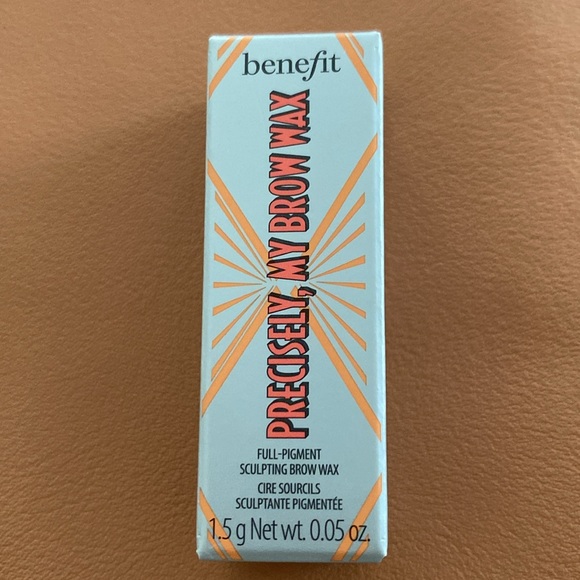 benefit
PRECISELY, MY BROW WAX
FULL-PIGMENT
SCULPTING BROW WAX
CIRE SOURCILS
SCULPTANTE PIGMENTÉE
1.5 g Net wt. 0.05 oz.